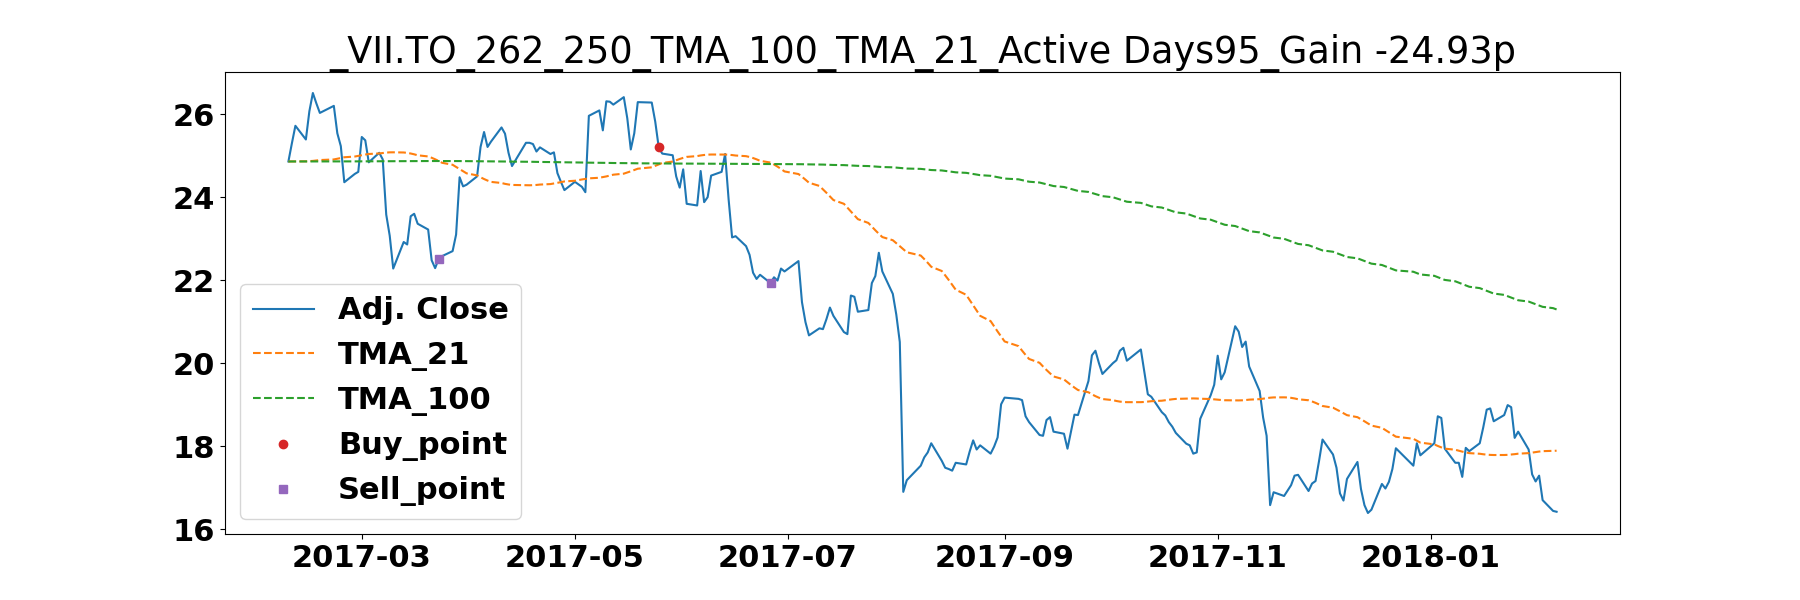 _VII.TO_262_250_TMA_100_TMA_21_Active Days95_Gain -24.93p
26
24
22
20
18
16
Adj. Close
TMA_21
TMA_100
Buy_point
Sell_point
2017-03 2017-05 2017-07 2017-09 2017-11 2018-01